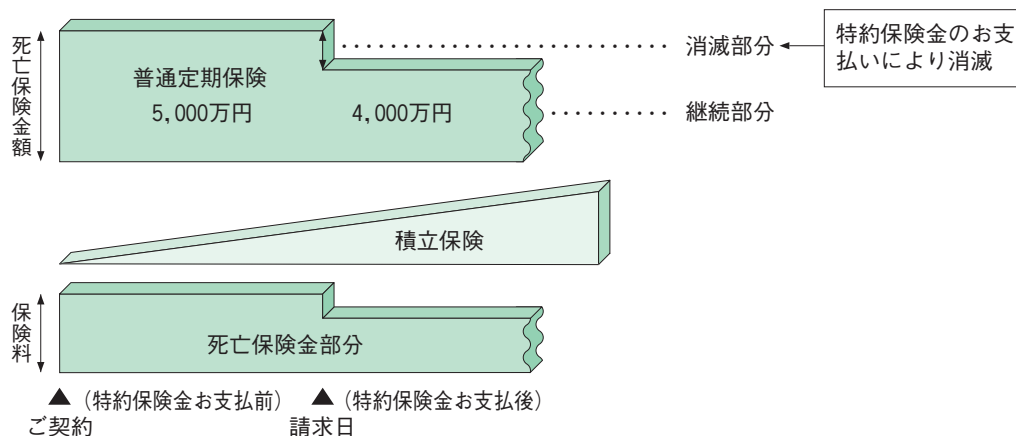 死亡保険金額
普通定期保険
5,000万円
4,000万円
消滅部分
特約保険金のお支
払いにより消滅
継続部分
積立保険
保険料
死亡保険金部分
▲（特約保険金お支払前）
ご契約
▲（特約保険金お支払後）
請求日